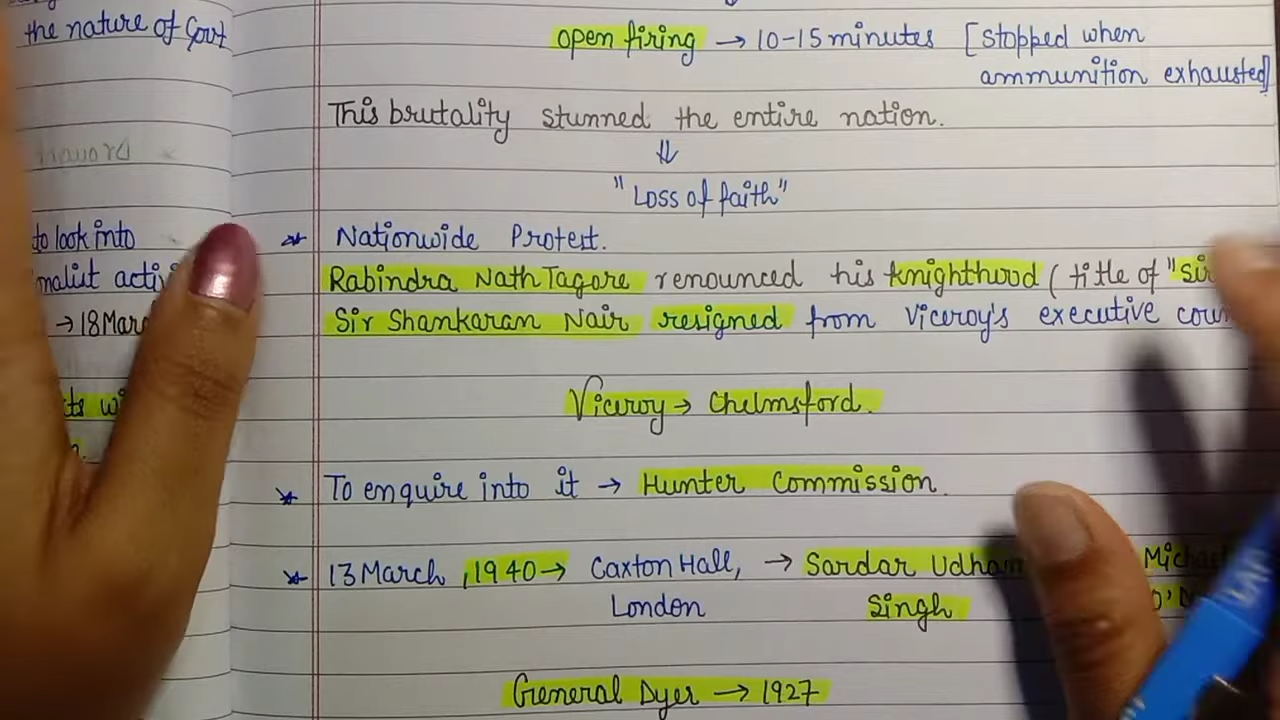 the nature of Govt
to look into
→ 18 Marc
open firing → 10-15 minutes [stopped when
ammunition exhausted]
This brutality stunned the entire nation.
⇓
"Loss of faith"
* Nationwide Protest.
Rabindra Nath Tagore renounced his knighthood (title of "Sir
Sir Shankaran Nair resigned from Viceroy's executive coun
Viceroy → Chelmsford.
* To enquire into it → Hunter Commission.
* 13 March, 1940 → Caxton Hall, → Sardar Udham Michael
London Singh O'D
General Dyer → 1927